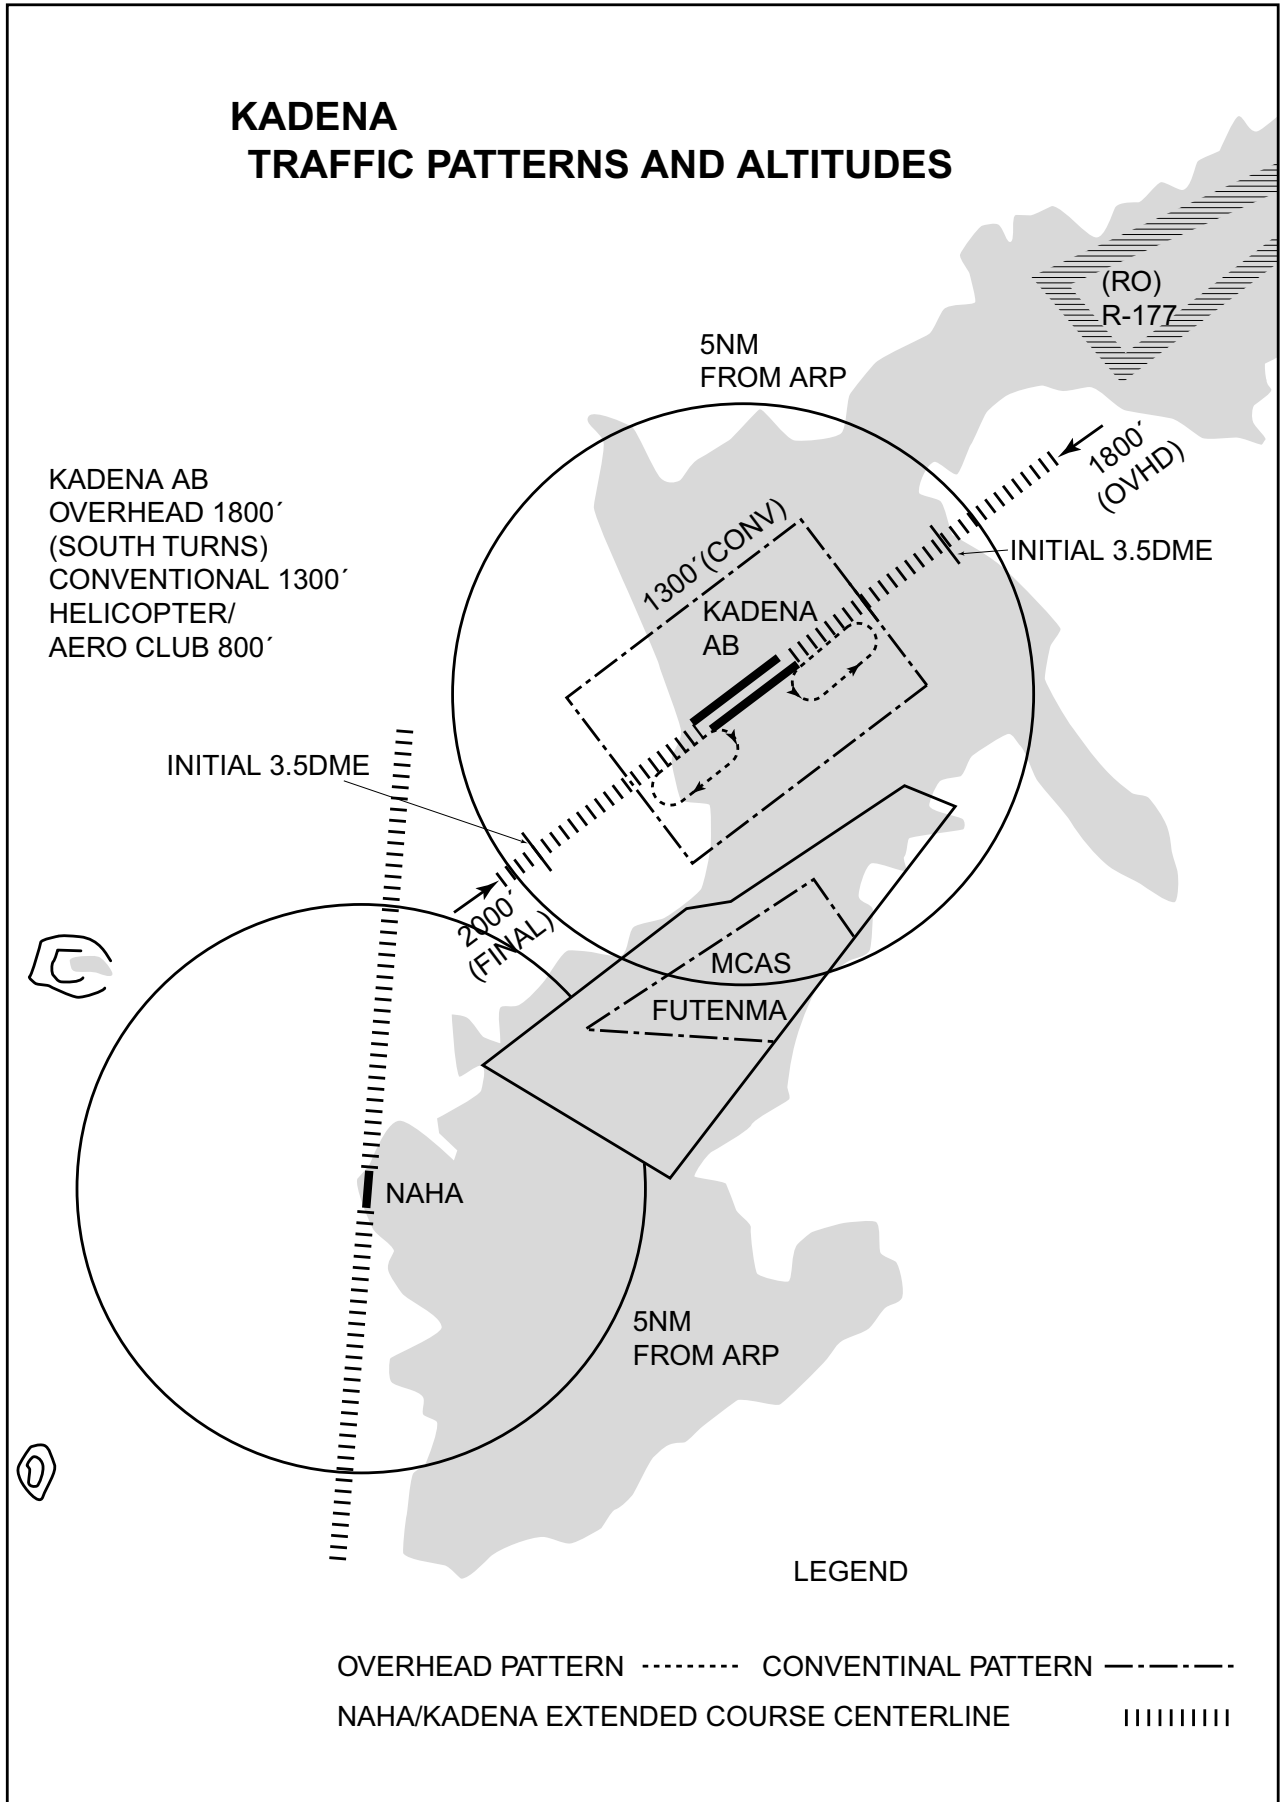 KADENA
TRAFFIC PATTERNS AND ALTITUDES
(RO)
R-177
5NM
FROM ARP
1800´
(OVHD)
KADENA AB
OVERHEAD 1800´
(SOUTH TURNS)
CONVENTIONAL 1300´
HELICOPTER/
AERO CLUB 800´
1300´(CONV)
INITIAL 3.5DME
KADENA
AB
INITIAL 3.5DME
2000´
(FINAL)
MCAS
FUTENMA
NAHA
5NM
FROM ARP
LEGEND
OVERHEAD PATTERN
CONVENTINAL PATTERN
NAHA/KADENA EXTENDED COURSE CENTERLINE